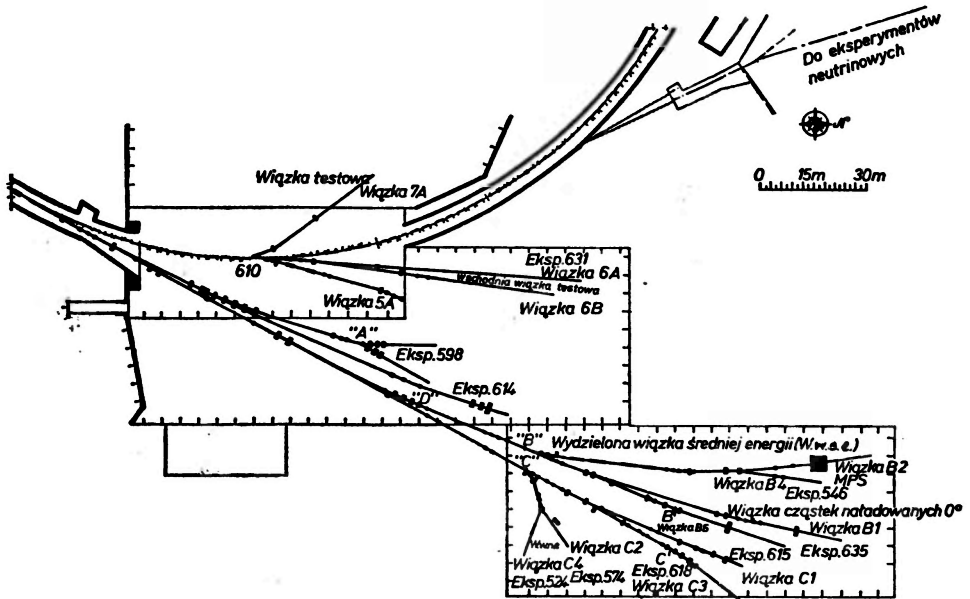 Do eksperymentów
neutrinowych
N
0 15m 30m
Wiązka testowa
Wiązka 7A
610
Eksp.631
Wiązka 6A
Wschodnia wiązka testowa
Wiązka 6B
Wiązka 5A
"A"
Eksp.598
Eksp.614
"D"
"B"
Wydzielona wiązka średniej energii (W.w.s.e.)
"C"
Wiązka B2
MPS
Wiązka B4
Eksp.546
Wiązka cząstek naładowanych 0°
B'
Wiązka B5
Wiązka B1
Eksp.635
Eksp.615
Wiązka C1
C'
Eksp.618
Wiązka C3
Wiązka C2
Wiązka C4
Eksp.524
Eksp.574